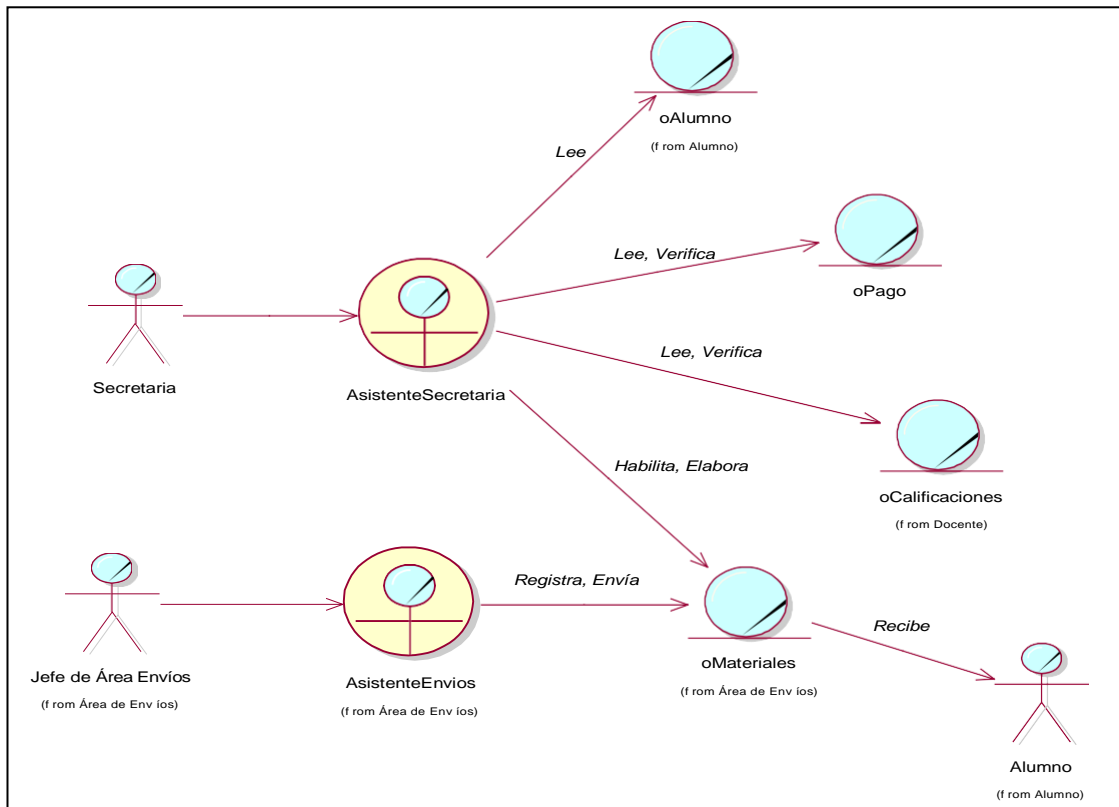 oAlumno
(f rom Alumno)
Lee
Lee, Verifica
oPago
Secretaria
AsistenteSecretaria
Lee, Verifica
Habilita, Elabora
oCalificaciones
(f rom Docente)
Jefe de Área Envíos
(f rom Área de Env íos)
AsistenteEnvios
(f rom Área de Env íos)
Registra, Envía
oMateriales
(f rom Área de Env íos)
Recibe
Alumno
(f rom Alumno)